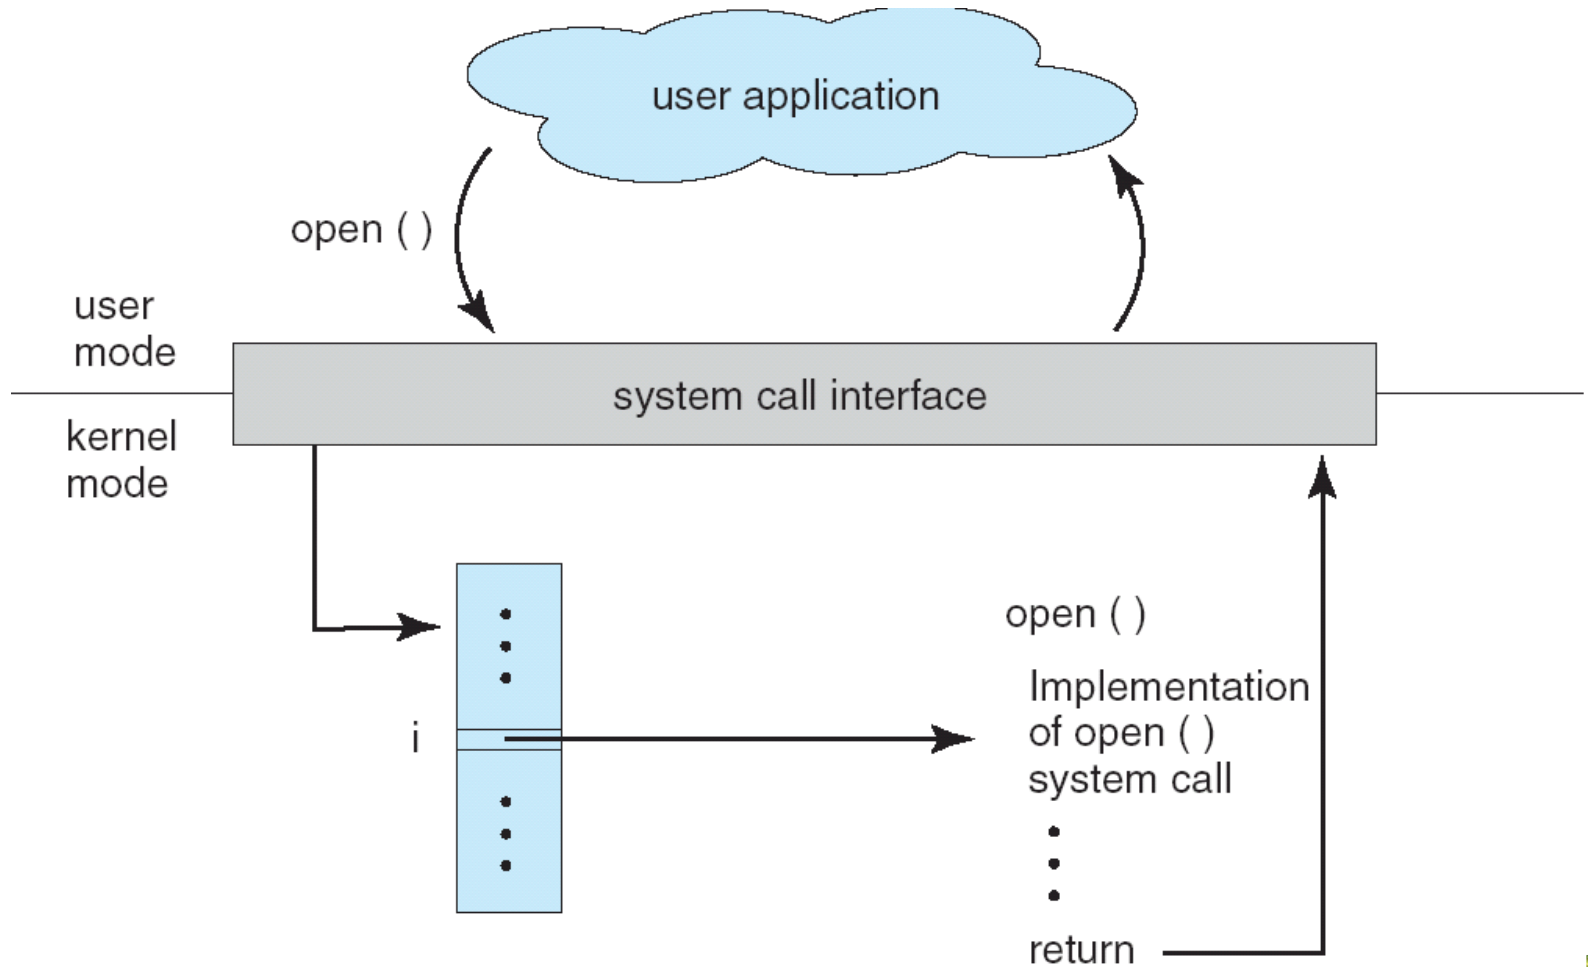 user application
open ( )
user
mode
system call interface
kernel
mode
open ( )
Implementation
i
of open ( )
system call
return